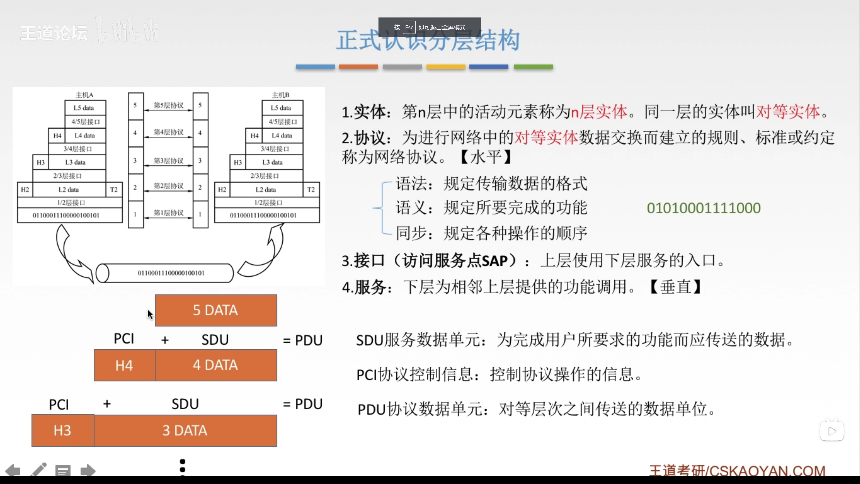 王道论坛
正式认识分层结构
主机A
主机B
L5 data
5
第5层协议
5
L5 data
4/5层接口
4/5层接口
H4
L4 data
4
第4层协议
4
H4
L4 data
3/4层接口
3/4层接口
H3
L3 data
3
第3层协议
3
H3
L3 data
2/3层接口
2/3层接口
H2
L2 data
T2
2
第2层协议
2
H2
L2 data
T2
1/2层接口
1/2层接口
01100011100000100101
1
第1层协议
1
01100011100000100101
01100011100000100101
1.实体：第n层中的活动元素称为n层实体。同一层的实体叫对等实体。
2.协议：为进行网络中的对等实体数据交换而建立的规则、标准或约定
称为网络协议。【水平】
语法：规定传输数据的格式
语义：规定所要完成的功能
01010001111000
同步：规定各种操作的顺序
3.接口（访问服务点SAP）：上层使用下层服务的入口。
4.服务：下层为相邻上层提供的功能调用。【垂直】
5 DATA
PCI + SDU = PDU
H4
4 DATA
PCI + SDU = PDU
H3
3 DATA
SDU服务数据单元：为完成用户所要求的功能而应传送的数据。
PCI协议控制信息：控制协议操作的信息。
PDU协议数据单元：对等层次之间传送的数据单位。
王道考研/CSKAOYAN.COM